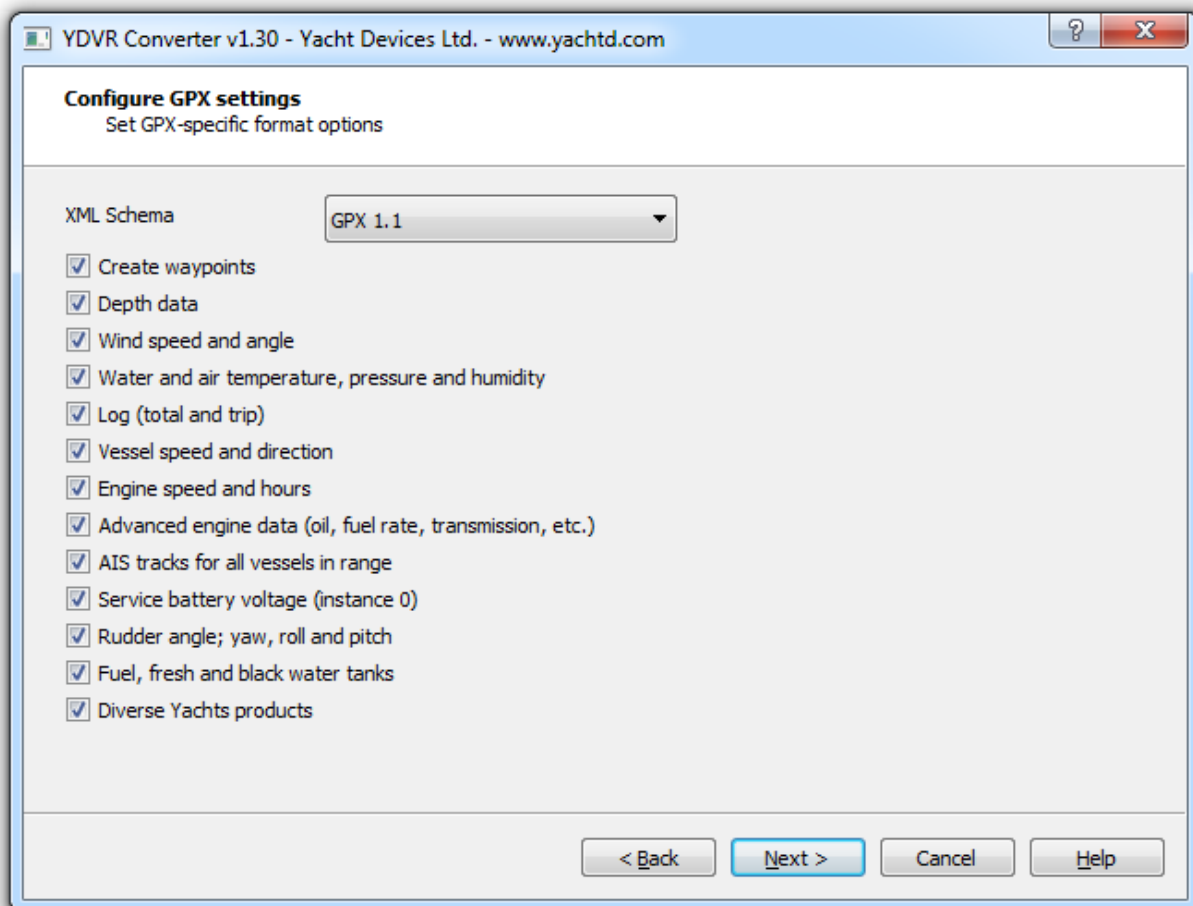 YDVR Converter v1.30 - Yacht Devices Ltd. - www.yachtd.com
Configure GPX settings
Set GPX-specific format options
XML Schema GPX 1.1
Create waypoints
Depth data
Wind speed and angle
Water and air temperature, pressure and humidity
Log (total and trip)
Vessel speed and direction
Engine speed and hours
Advanced engine data (oil, fuel rate, transmission, etc.)
AIS tracks for all vessels in range
Service battery voltage (instance 0)
Rudder angle; yaw, roll and pitch
Fuel, fresh and black water tanks
Diverse Yachts products
< Back Next > Cancel Help